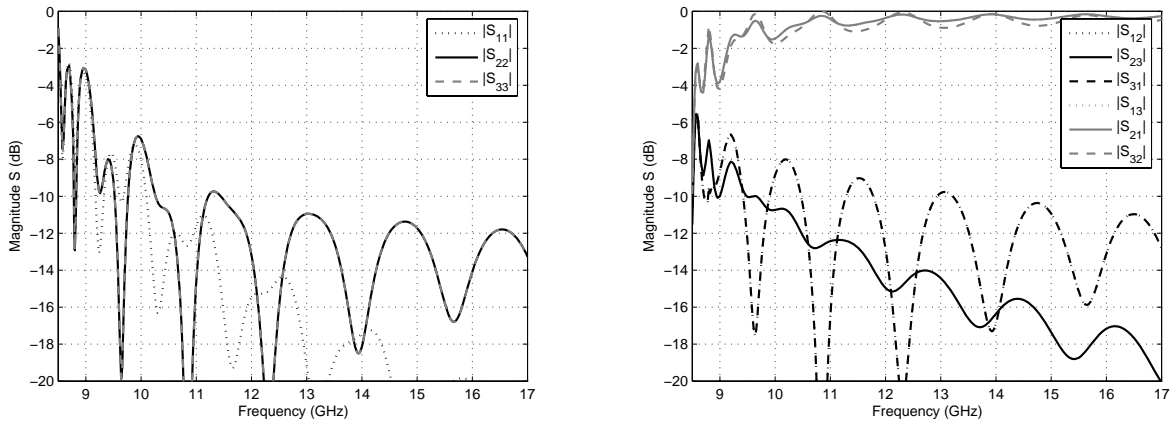 0
−2
−4
−6
−8
−10
−12
−14
−16
−18
−20
9 10 11 12 13 14 15 16 17
Frequency (GHz)
Magnitude S (dB)
|S11|
|S22|
|S33|
0
−2
−4
−6
−8
−10
−12
−14
−16
−18
−20
9 10 11 12 13 14 15 16 17
Frequency (GHz)
Magnitude S (dB)
|S12|
|S23|
|S31|
|S13|
|S21|
|S32|